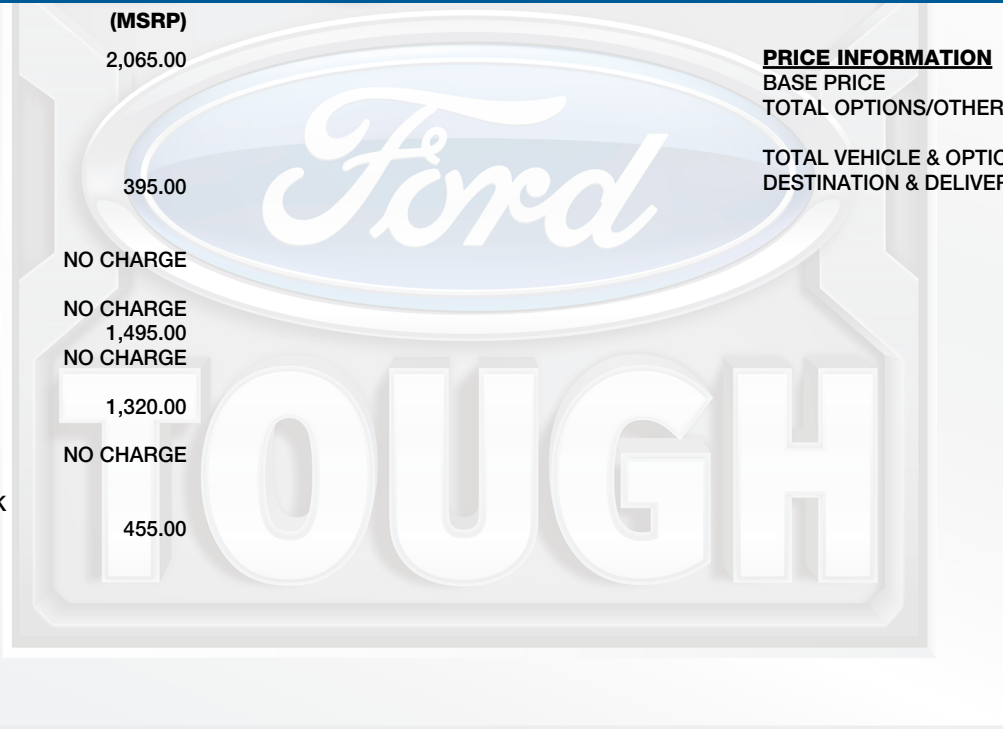 (MSRP)
2,065.00
395.00
NO CHARGE
NO CHARGE
1,495.00
NO CHARGE
1,320.00
NO CHARGE
K
455.00
PRICE INFORMATION
BASE PRICE
TOTAL OPTIONS/OTHER
TOTAL VEHICLE & OPTIO
DESTINATION & DELIVER
Ford
TOUGH